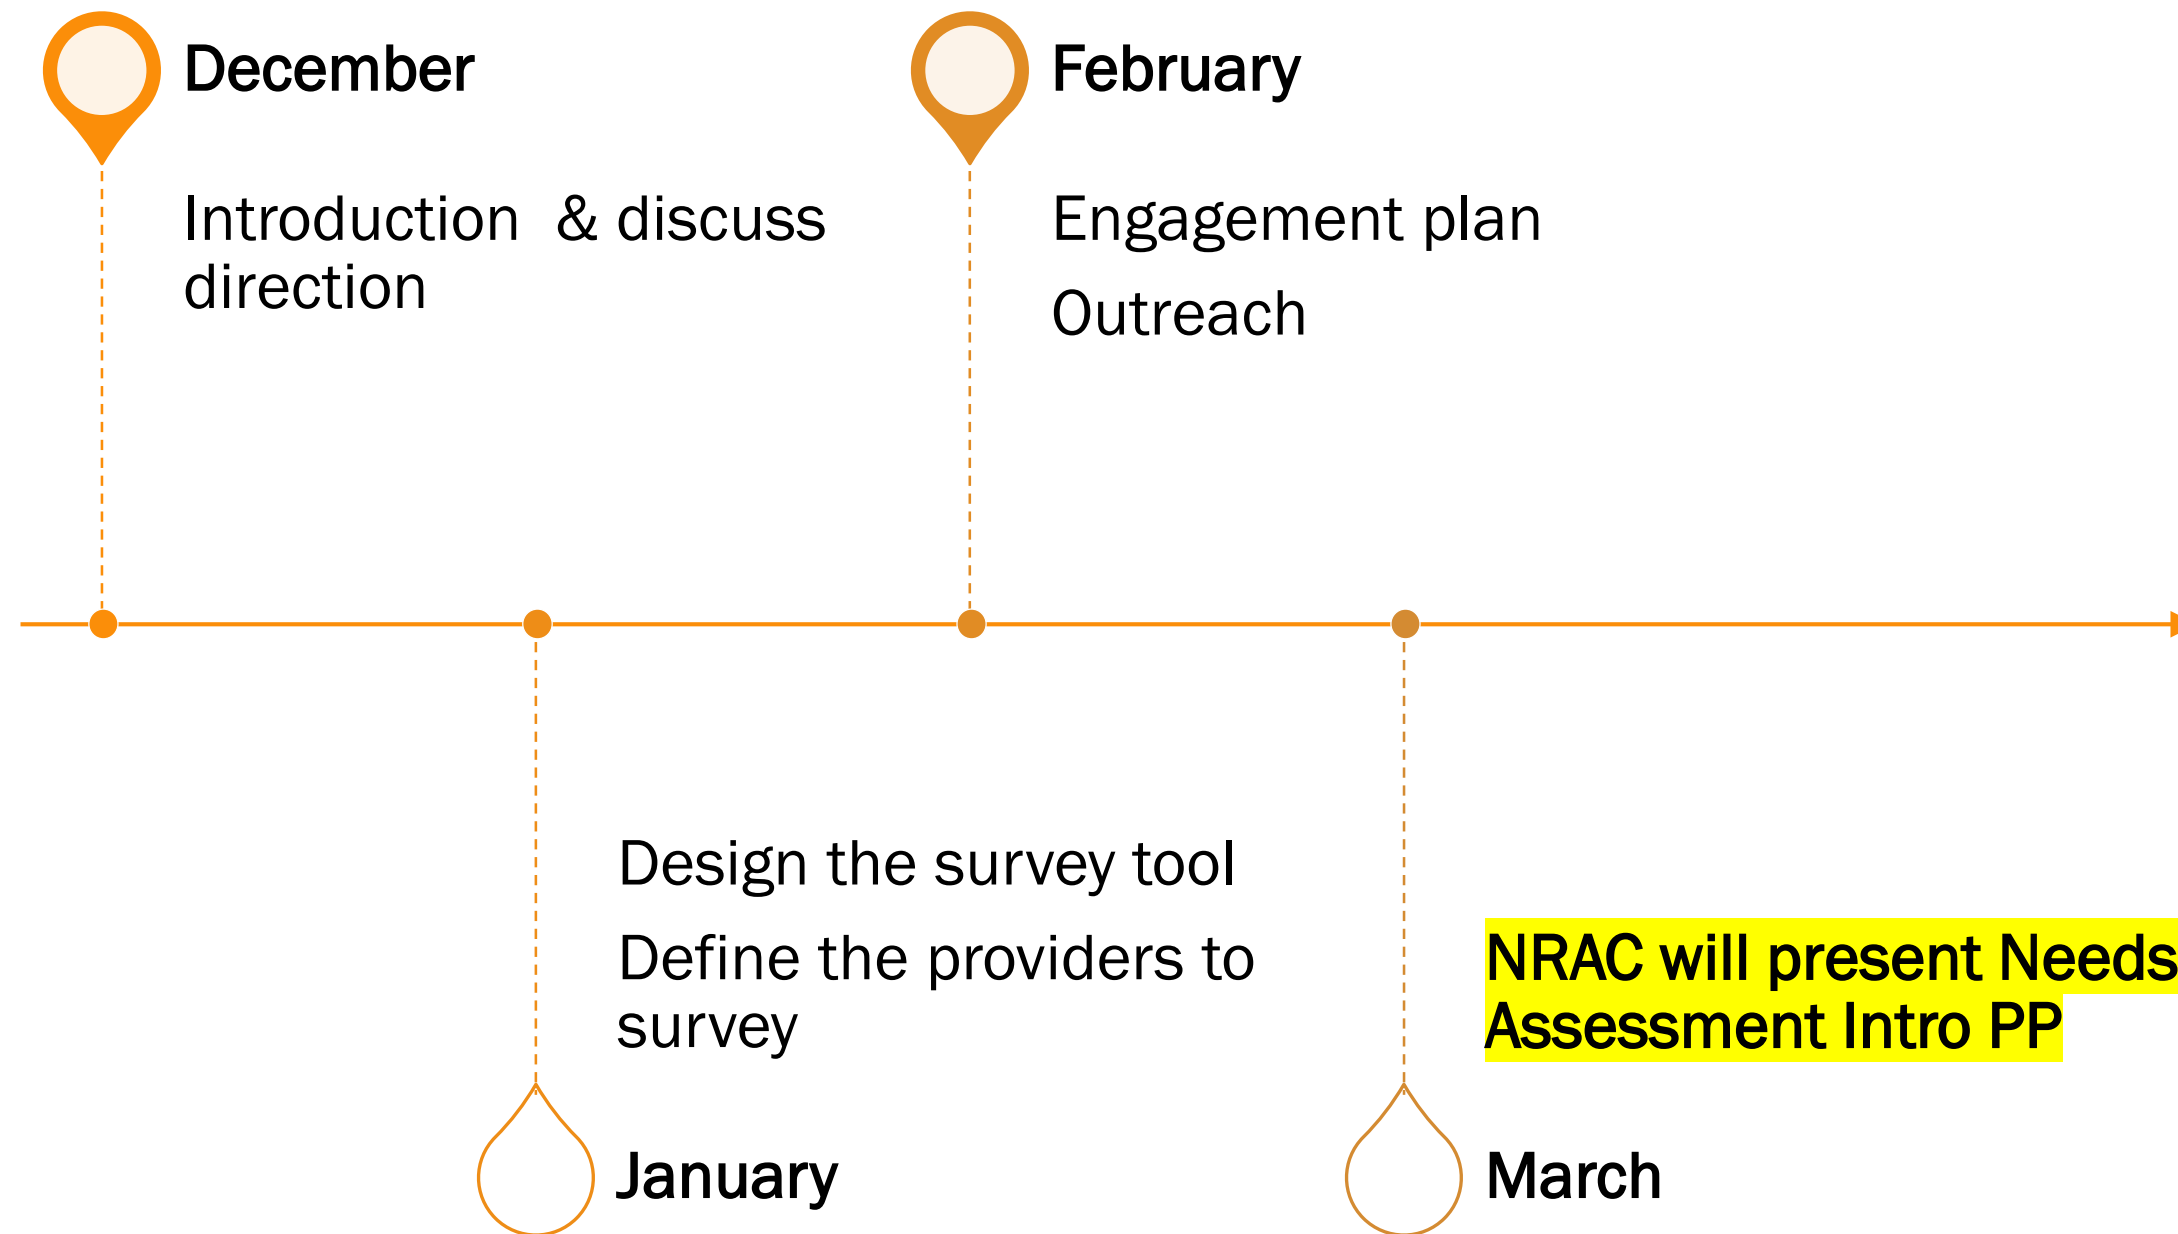 December
Introduction  & discuss
direction
February
Engagement plan
Outreach
Design the survey tool
Define the providers to
survey
January
NRAC will present Needs
Assessment Intro PP
March